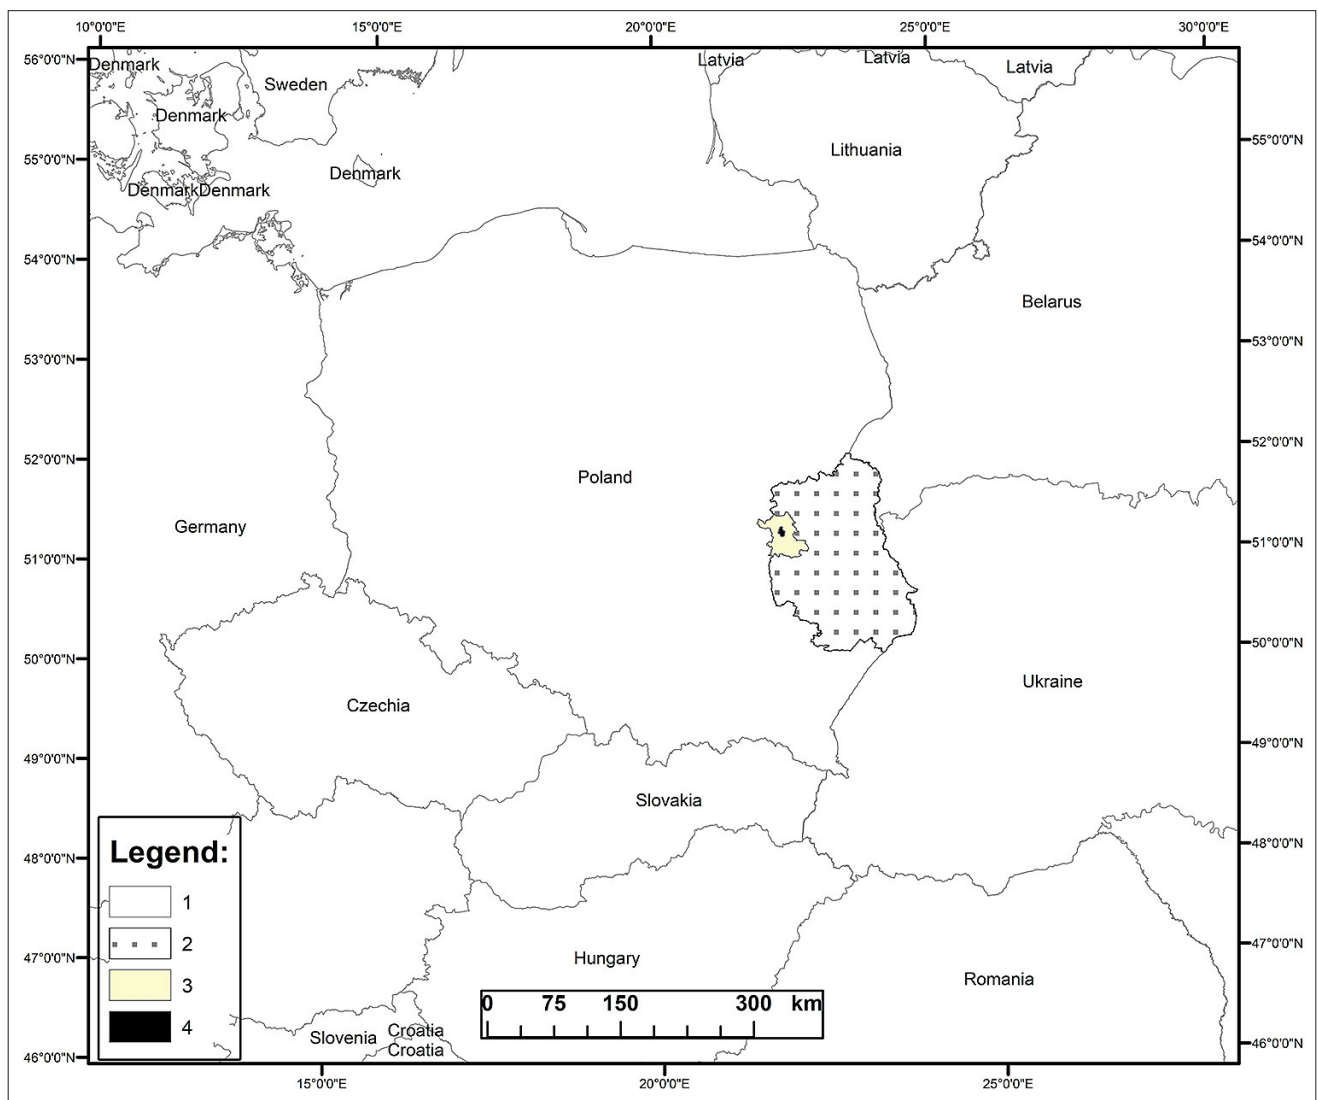 10°0'0"E 15°0'0"E 20°0'0"E 25°0'0"E 30°0'0"E
56°0'0"N
Denmark
Sweden
Latvia
Latvia
Latvia
Denmark
55°0'0"N
Lithuania
55°0'0"N
Denmark
DenmarkDenmark
54°0'0"N
54°0'0"N
Belarus
53°0'0"N
53°0'0"N
52°0'0"N
52°0'0"N
Poland
Germany
51°0'0"N
51°0'0"N
50°0'0"N
50°0'0"N
Ukraine
Czechia
49°0'0"N
49°0'0"N
Slovakia
48°0'0"N
48°0'0"N
Legend:
1
2
3
4
47°0'0"N
47°0'0"N
Hungary
Romania
0 75 150 300 km
Slovenia
Croatia
Croatia
46°0'0"N
46°0'0"N
15°0'0"E 20°0'0"E 25°0'0"E